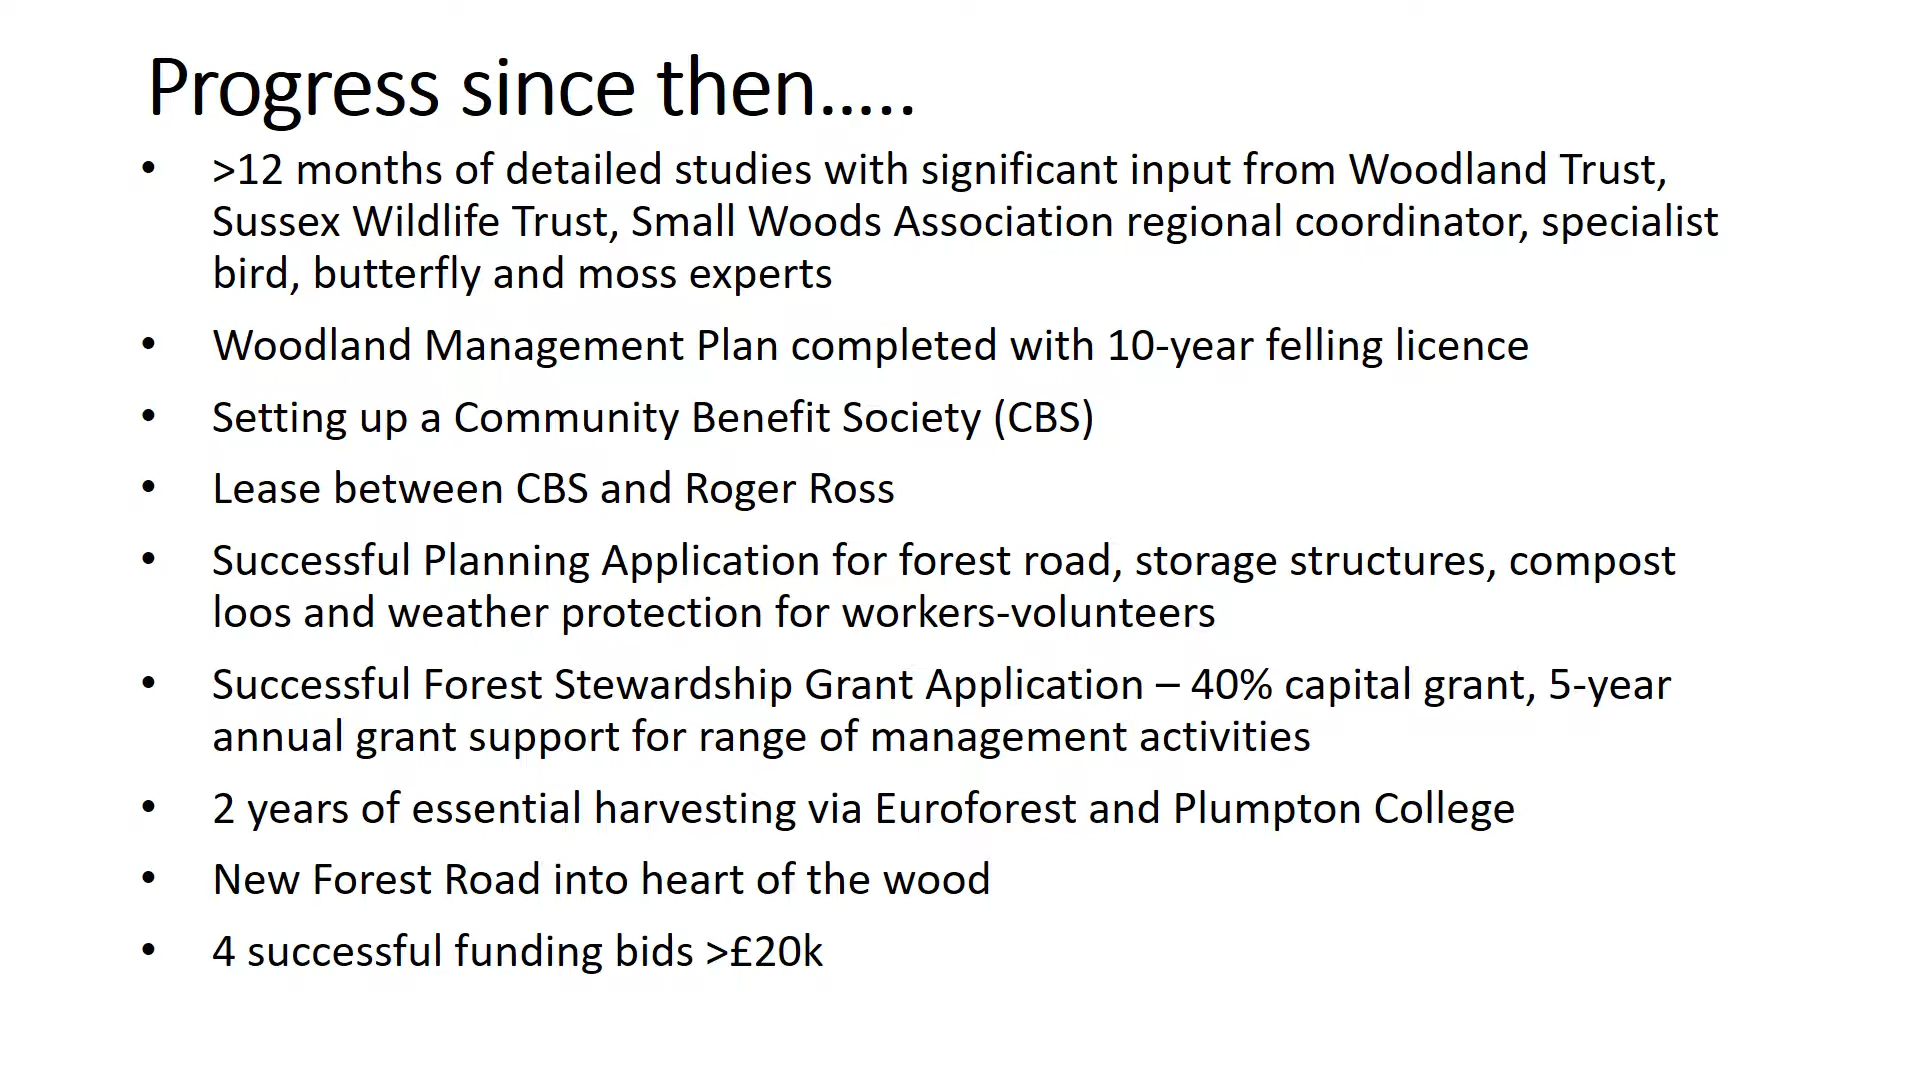 Progress since then.....
• >12 months of detailed studies with significant input from Woodland Trust,
Sussex Wildlife Trust, Small Woods Association regional coordinator, specialist
bird, butterfly and moss experts
• Woodland Management Plan completed with 10-year felling licence
• Setting up a Community Benefit Society (CBS)
• Lease between CBS and Roger Ross
• Successful Planning Application for forest road, storage structures, compost
loos and weather protection for workers-volunteers
• Successful Forest Stewardship Grant Application – 40% capital grant, 5-year
annual grant support for range of management activities
• 2 years of essential harvesting via Euroforest and Plumpton College
• New Forest Road into heart of the wood
• 4 successful funding bids >£20k